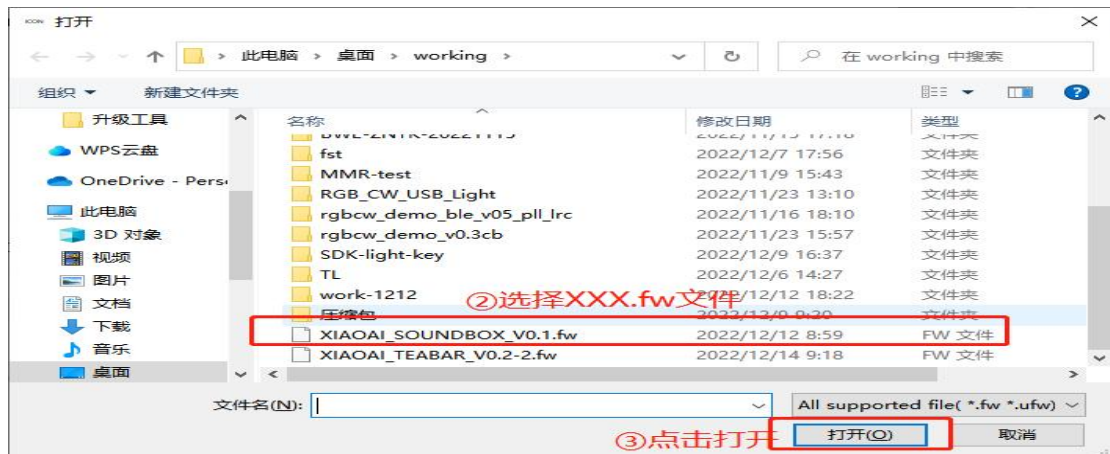 打开
此电脑 > 桌面 > working >
在 working 中搜索
组织 新建文件夹
名称 修改日期 类型
升级工具
WPS云盘
OneDrive - Pers
此电脑
3D 对象
视频
图片
文档
下载
音乐
桌面
fst 2022/12/7 17:56 文件夹
MMR-test 2022/11/9 15:43 文件夹
RGB_CW_USB_Light 2022/11/23 13:10 文件夹
rgbcw_demo_ble_v05_pll_lrc 2022/11/16 18:10 文件夹
rgbcw_demo_v0.3cb 2022/11/23 15:57 文件夹
SDK-light-key 2022/12/9 16:37 文件夹
TL 2022/12/6 14:27 文件夹
work-1212 2022/12/12 18:22 文件夹
②选择XXX.fw文件
压缩包 2022/12/9 9:20 文件夹
XIAOAI_SOUNDBOX_V0.1.fw 2022/12/12 8:59 FW 文件
XIAOAI_TEABAR_V0.2-2.fw 2022/12/14 9:18 FW 文件
文件名(N): All supported file( *.fw *.ufw)
③点击打开 打开(O) 取消